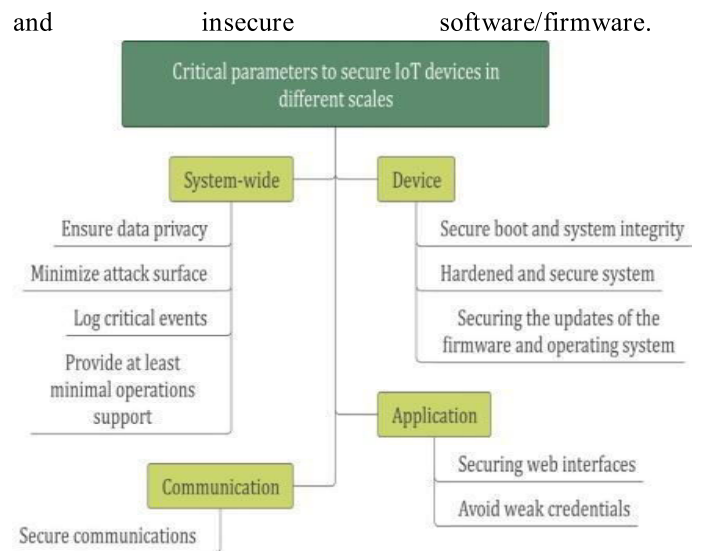 and insecure software/firmware.
Critical parameters to secure IoT devices in
different scales
System-wide
Ensure data privacy
Minimize attack surface
Log critical events
Provide at least
minimal operations
support
Device
Secure boot and system integrity
Hardened and secure system
Securing the updates of the
firmware and operating system
Application
Securing web interfaces
Avoid weak credentials
Communication
Secure communications